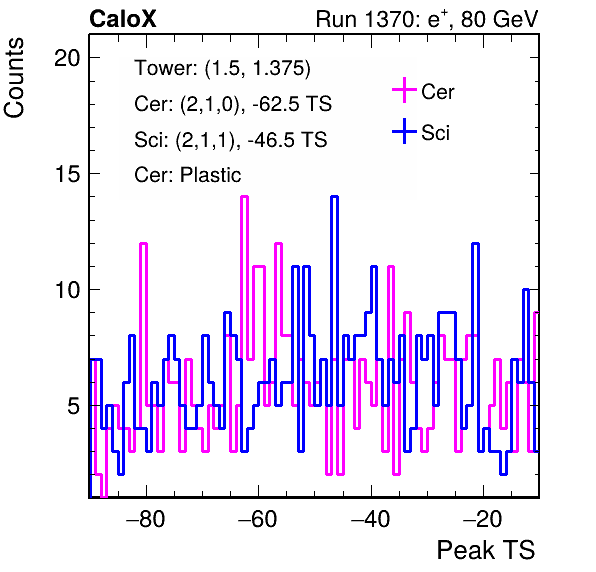 CaloX
Run 1370: e+, 80 GeV
Counts
Tower: (1.5, 1.375)
Cer: (2,1,0), -62.5 TS
Sci: (2,1,1), -46.5 TS
Cer: Plastic
Cer
Sci
20
15
10
5
−80
−60
−40
−20
Peak TS